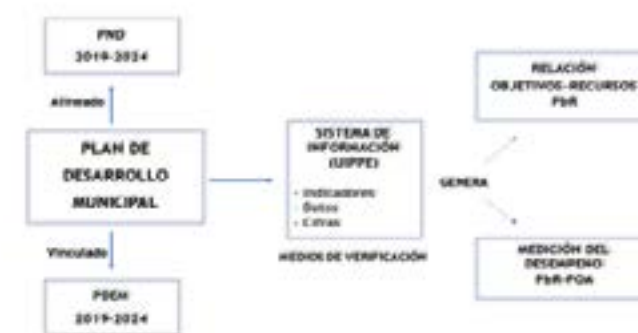 PND
2019-2024
Alineado
PLAN DE
DESARROLLO
MUNICIPAL
Vinculado
PDEM
2019-2024
SISTEMA DE
INFORMACIÓN
(UIPPE)
- Indicadores
- Datos
- Cifras
MEDIOS DE VERIFICACIÓN
GENERA
RELACIÓN
OBJETIVOS-RECURSOS
PbR
MEDICIÓN DEL
DESEMPEÑO
PbR-POA